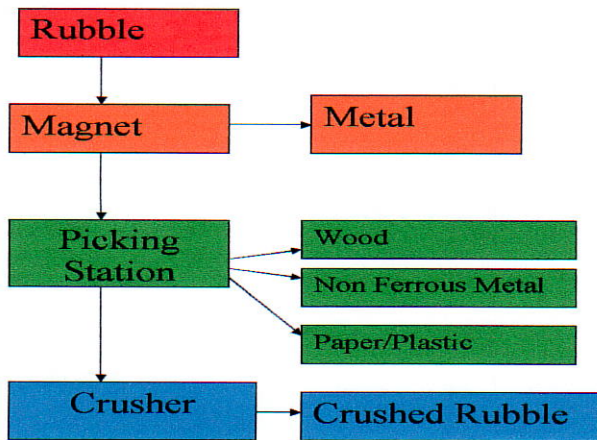 Rubble
Magnet
Metal
Picking
Station
Wood
Non Ferrous Metal
Paper/Plastic
Crusher
Crushed Rubble